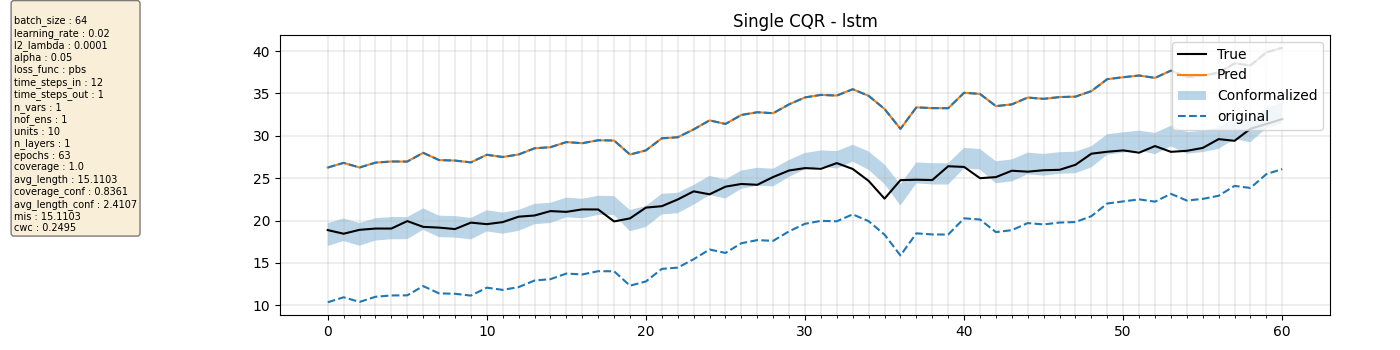 batch_size : 64
learning_rate : 0.02
l2_lambda : 0.0001
alpha : 0.05
loss_func : pbs
time_steps_in : 12
time_steps_out : 1
n_vars : 1
nof_ens : 1
units : 10
n_layers : 1
epochs : 63
coverage : 1.0
avg_length : 15.1103
coverage_conf : 0.8361
avg_length_conf : 2.4107
mis : 15.1103
cwc : 0.2495
Single CQR - lstm
True
Pred
Conformalized
original
40
35
30
25
20
15
10
0 10 20 30 40 50 60